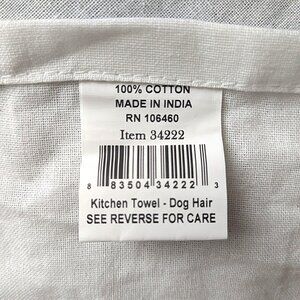 100% COTTON
MADE IN INDIA
RN 106460
Item 34222
8 83504 34222 3
Kitchen Towel - Dog Hair
SEE REVERSE FOR CARE